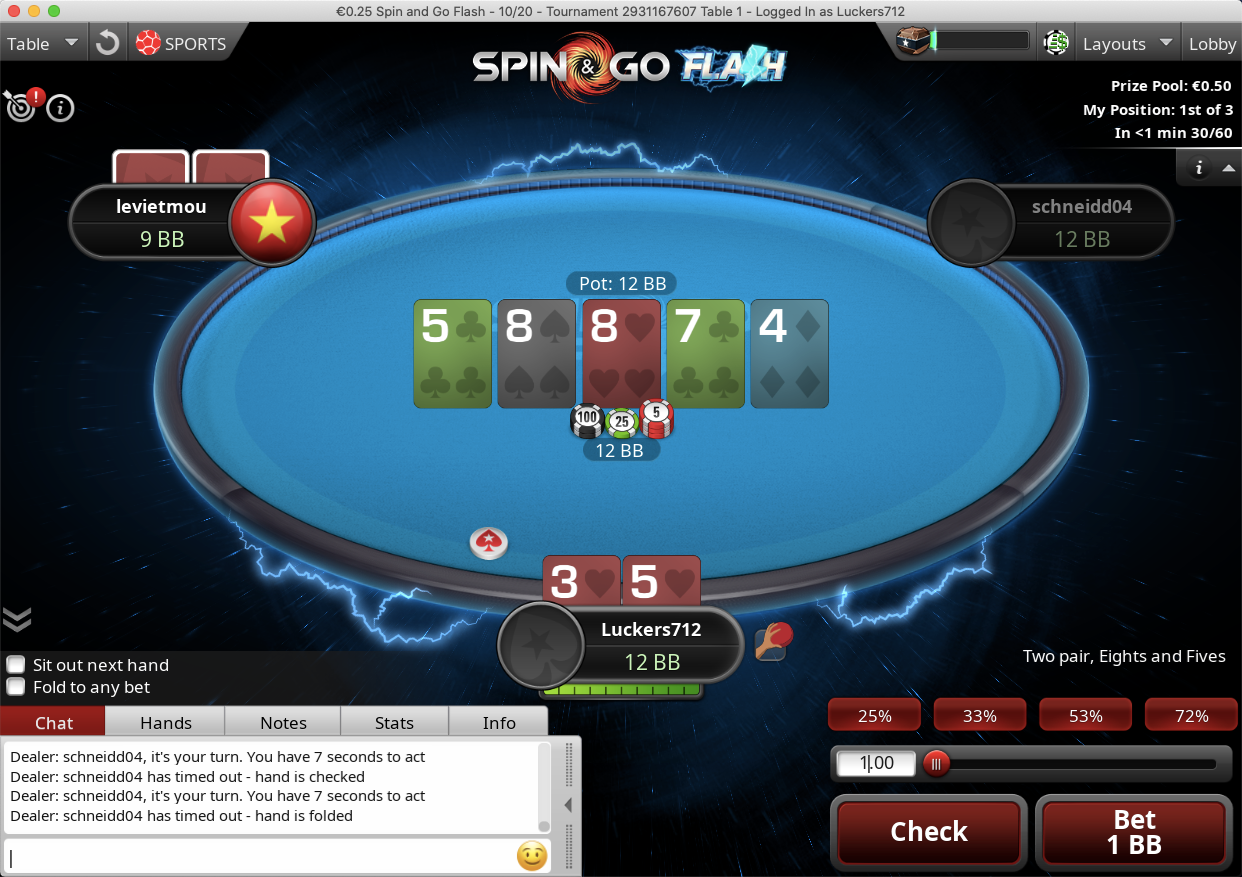 €0.25 Spin and Go Flash - 10/20 - Tournament 2931167607 Table 1 - Logged In as Luckers712
Table
SPORTS
SPIN & GO FLASH
Layouts
Lobby
Prize Pool: €0.50
My Position: 1st of 3
In <1 min 30/60
levietmou
9 BB
schneidd04
12 BB
Pot: 12 BB
5 8 8 7 4
100 25 5
12 BB
3 5
Luckers712
12 BB
Two pair, Eights and Fives
Sit out next hand
Fold to any bet
25% 33% 53% 72%
Chat Hands Notes Stats Info
1.00
Dealer: schneidd04, it's your turn. You have 7 seconds to act
Dealer: schneidd04 has timed out - hand is checked
Dealer: schneidd04, it's your turn. You have 7 seconds to act
Dealer: schneidd04 has timed out - hand is folded
Check
Bet
1 BB